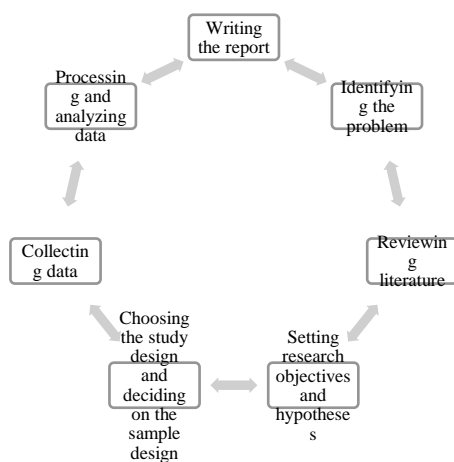 Writing
the report
Identifyin
g the
problem
Reviewin
g
literature
Setting
research
objectives
and
hypothese
s
Choosing
the study
design
and
deciding
on the
sample
design
Collectin
g data
Processin
g and
analyzing
data